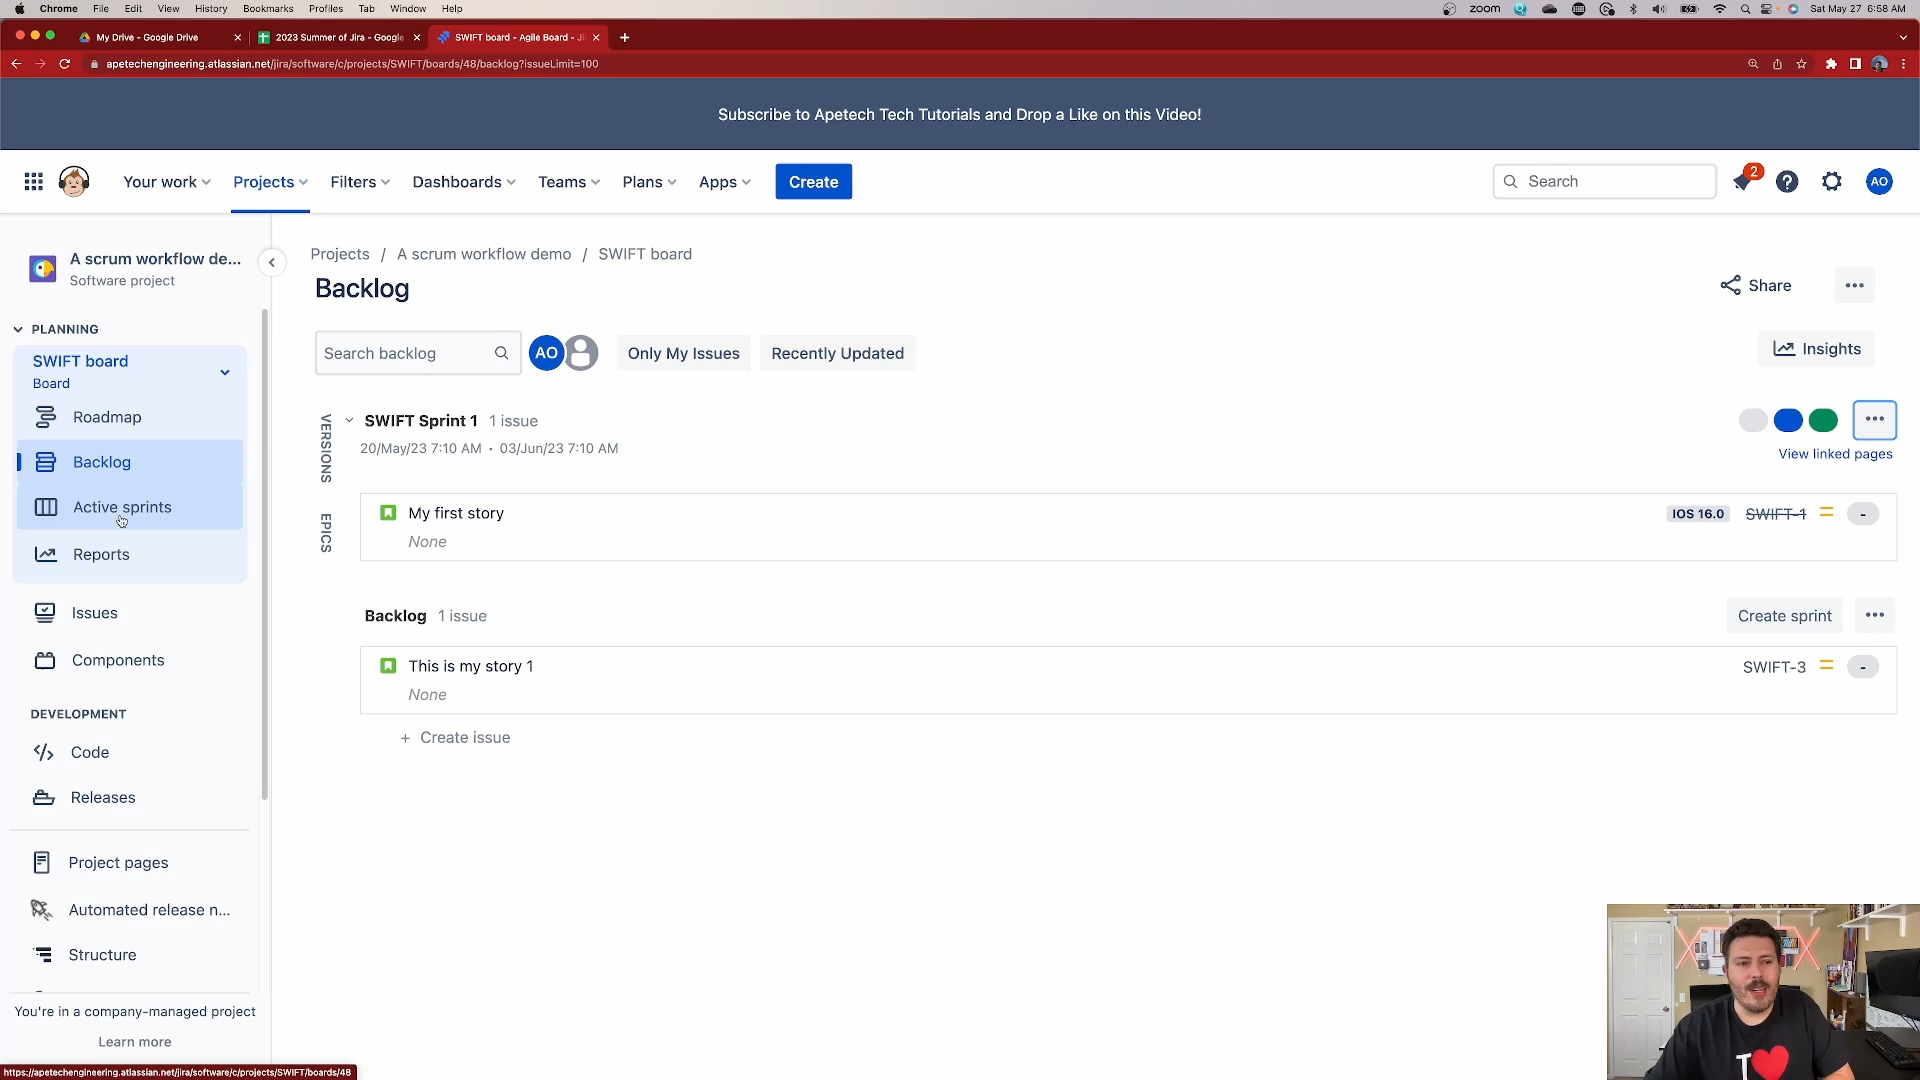 Chrome File Edit View History Bookmarks Profiles Tab Window Help
zoom
Sat May 27 6:58 AM
My Drive - Google Drive
2023 Summer of Jira - Google
SWIFT board - Agile Board - Ji
apetechengineering.atlassian.net/jira/software/c/projects/SWIFT/boards/48/backlog?issueLimit=100
Subscribe to Apetech Tech Tutorials and Drop a Like on this Video!
Your work
Projects
Filters
Dashboards
Teams
Plans
Apps
Create
Search
2
AO
A scrum workflow de...
Software project
PLANNING
SWIFT board
Board
Roadmap
Backlog
Active sprints
Reports
Issues
Components
DEVELOPMENT
Code
Releases
Project pages
Automated release n...
Structure
You're in a company-managed project
Learn more
https://apetechengineering.atlassian.net/jira/software/c/projects/SWIFT/boards/48
Projects / A scrum workflow demo / SWIFT board
Backlog
Share
Search backlog
AO
Only My Issues
Recently Updated
Insights
VERSIONS
EPICS
SWIFT Sprint 1 1 issue
20/May/23 7:10 AM • 03/Jun/23 7:10 AM
View linked pages
My first story
None
IOS 16.0
SWIFT-1
-
Backlog 1 issue
Create sprint
This is my story 1
None
SWIFT-3
-
+ Create issue
I